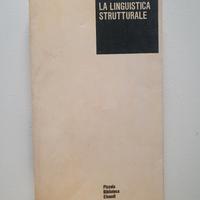 LA LINGUISTICA
STRUTTURALE
Piccola
Biblioteca
Einaudi